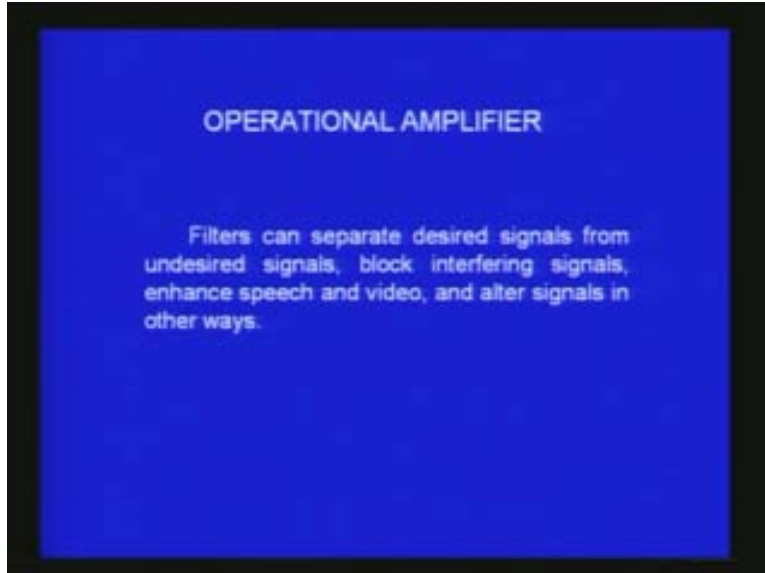 OPERATIONAL AMPLIFIER
Filters can separate desired signals from
undesired signals, block interfering signals,
enhance speech and video, and alter signals in
other ways.